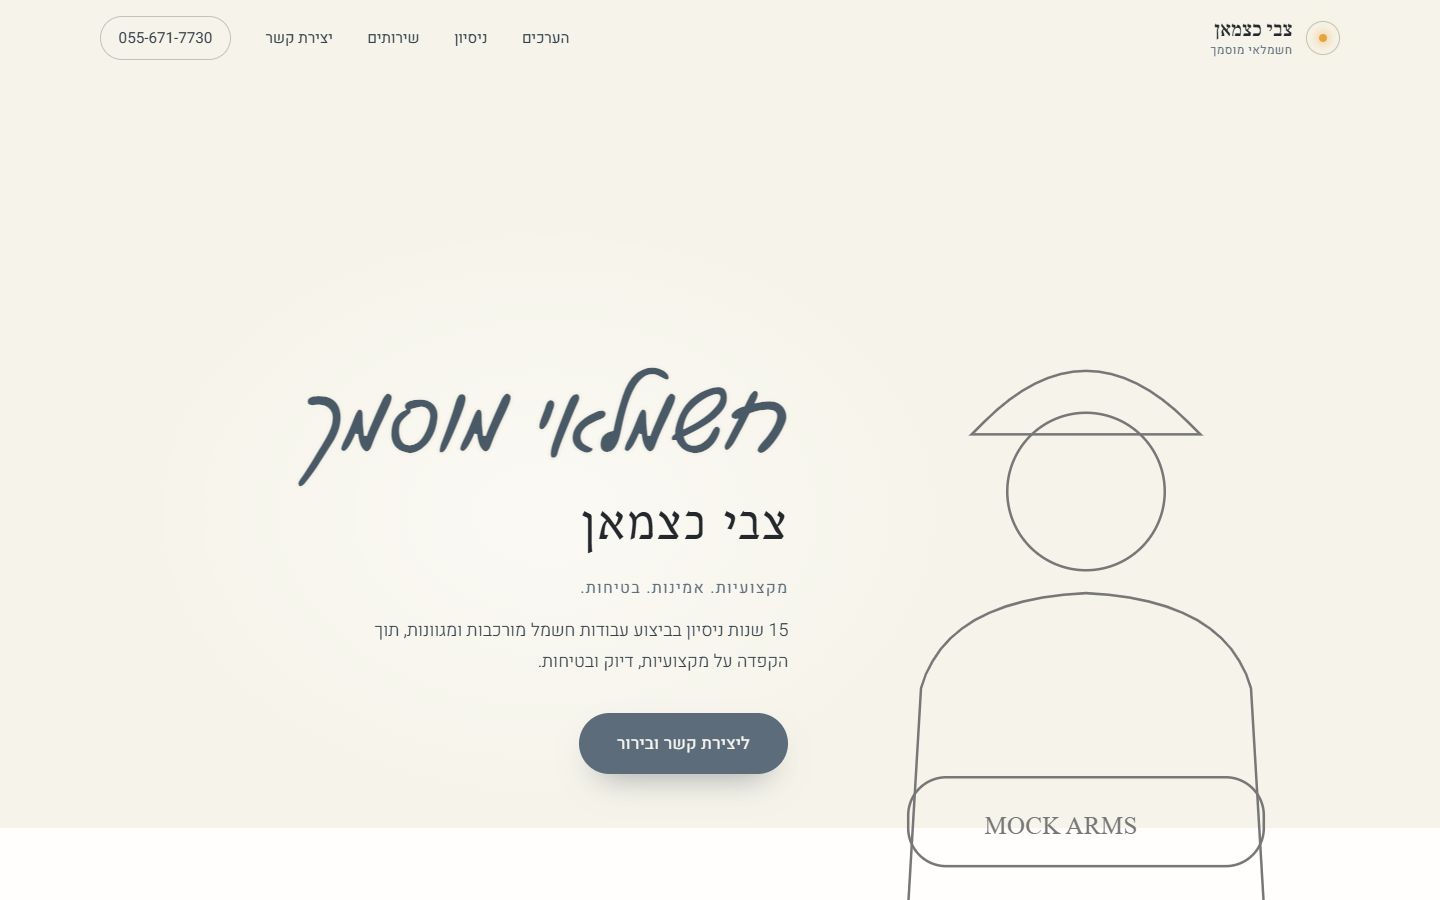 צבי כצמאן
חשמלאי מוסמך
הערכים
ניסיון
שירותים
יצירת קשר
055-671-7730
חשמלאי מוסמך
צבי כצמאן
מקצועיות. אמינות. בטיחות.
15 שנות ניסיון בביצוע עבודות חשמל מורכבות ומגוונות, תוך
הקפדה על מקצועיות, דיוק ובטיחות.
ליצירת קשר ובירור
MOCK ARMS